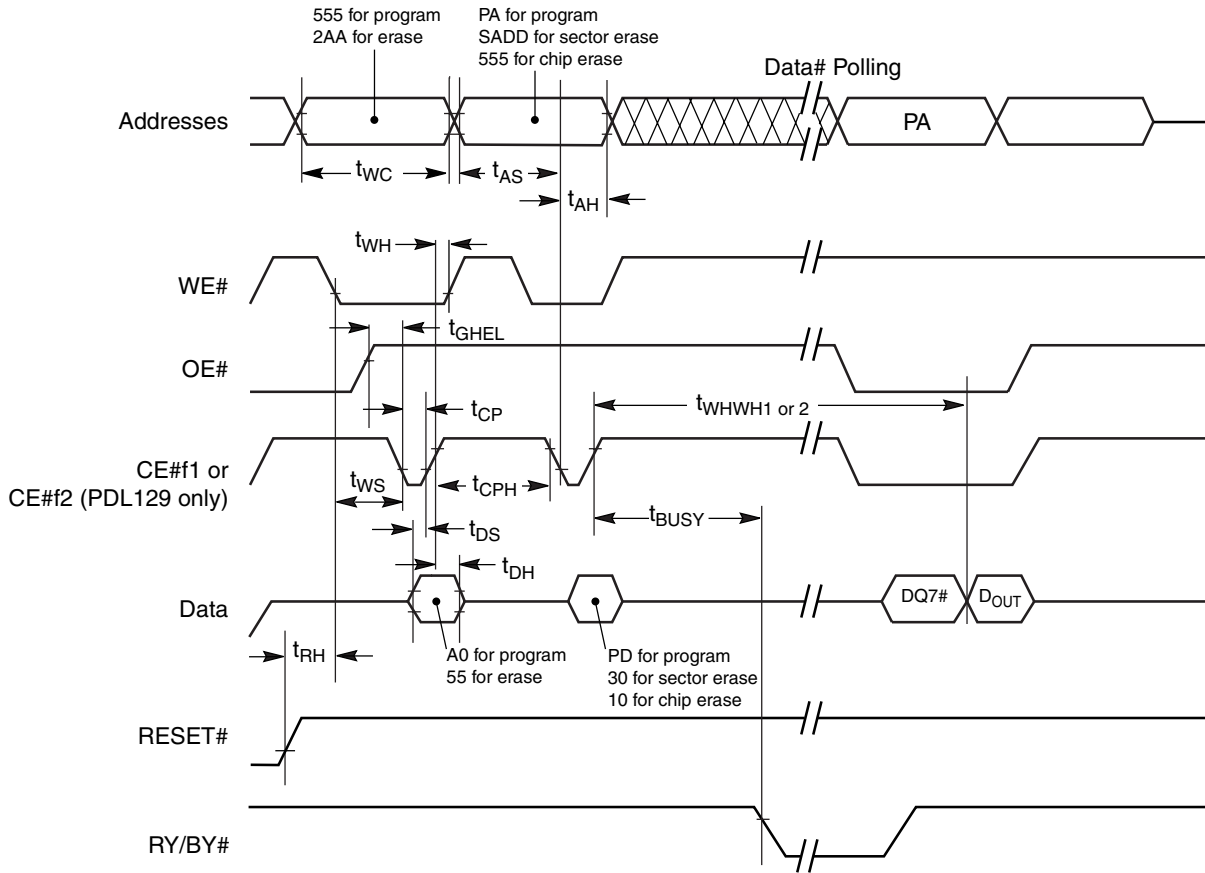 555 for program
2AA for erase
PA for program
SADD for sector erase
555 for chip erase
Data# Polling
Addresses
PA
tWC
tAS
tAH
tWH
WE#
tGHEL
OE#
tCP
tWHWH1 or 2
CE#f1 or
CE#f2 (PDL129 only)
tWS
tCPH
tBUSY
tDS
tDH
Data
DQ7#
DOUT
tRH
A0 for program
55 for erase
PD for program
30 for sector erase
10 for chip erase
RESET#
RY/BY#